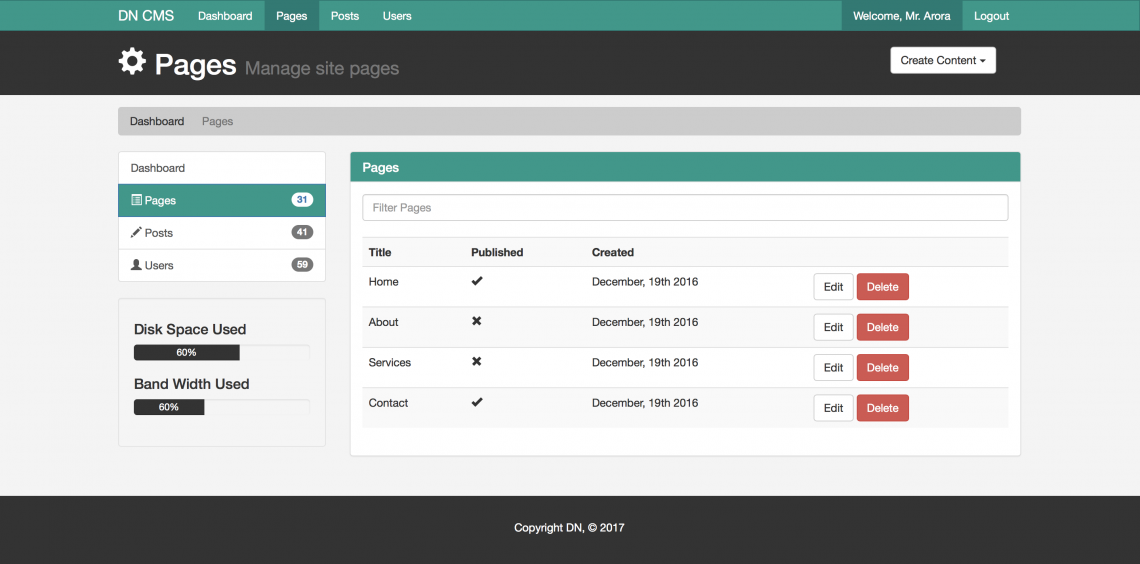 DN CMS Dashboard Pages Posts Users Welcome, Mr. Arora Logout
Pages Manage site pages Create Content
Dashboard Pages
Dashboard
Pages 31
Posts 41
Users 59
Disk Space Used
60%
Band Width Used
60%
Pages
Filter Pages
Title Published Created
Home December, 19th 2016 Edit Delete
About December, 19th 2016 Edit Delete
Services December, 19th 2016 Edit Delete
Contact December, 19th 2016 Edit Delete
Copyright DN, © 2017